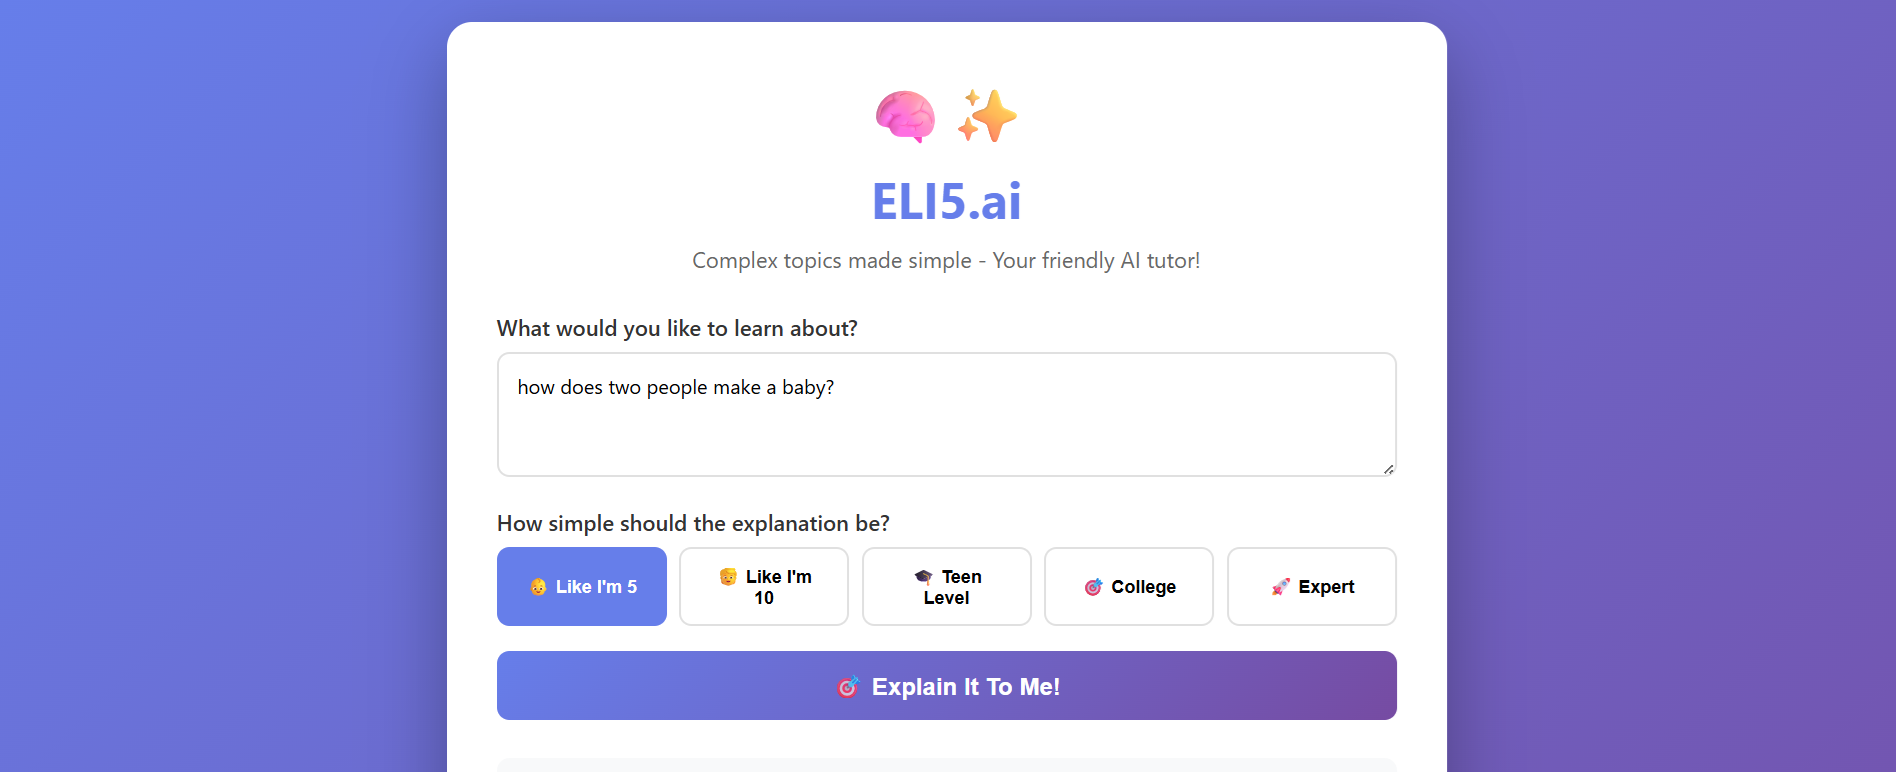 ELI5.ai
Complex topics made simple - Your friendly AI tutor!
What would you like to learn about?
how does two people make a baby?
How simple should the explanation be?
👶 Like I'm 5
👦 Like I'm
10
🎓 Teen
Level
🎯 College
🚀 Expert
🎯 Explain It To Me!